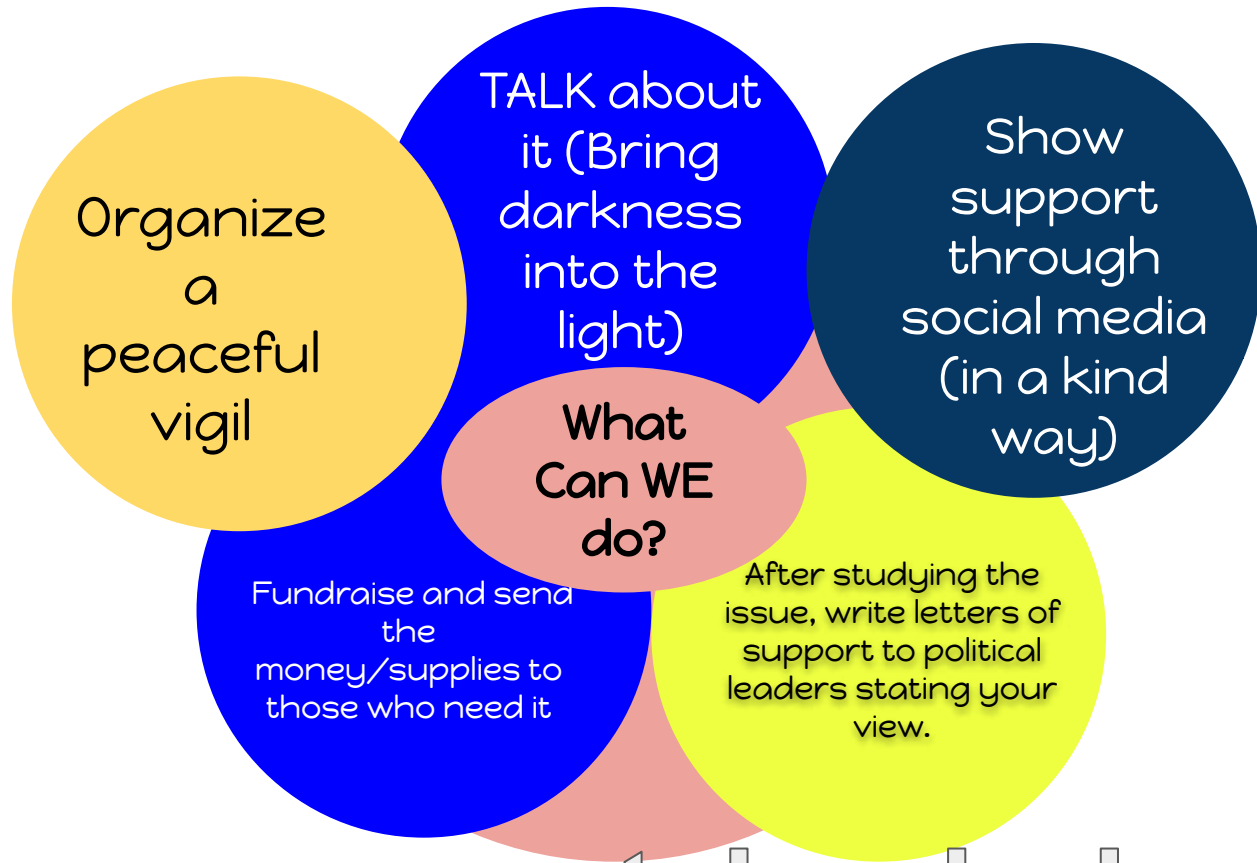 TALK about
it (Bring
darkness
into the
light)
Show
support
through
social media
(in a kind
way)
Organize
a
peaceful
vigil
What
Can WE
do?
Fundraise and send
the
money/supplies to
those who need it
After studying the
issue, write letters of
support to political
leaders stating your
view.